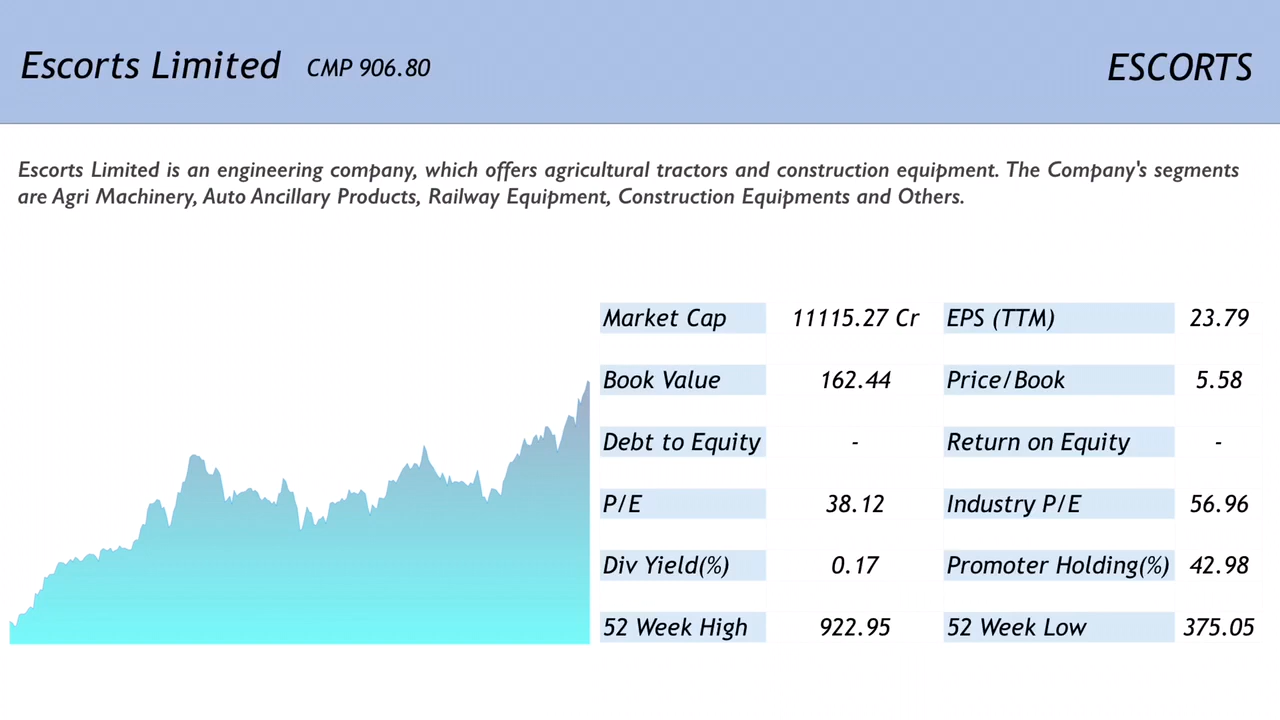 Escorts Limited CMP 906.80 ESCORTS
Escorts Limited is an engineering company, which offers agricultural tractors and construction equipment. The Company's segments
are Agri Machinery, Auto Ancillary Products, Railway Equipment, Construction Equipments and Others.
Market Cap 11115.27 Cr EPS (TTM) 23.79
Book Value 162.44 Price/Book 5.58
Debt to Equity - Return on Equity -
P/E 38.12 Industry P/E 56.96
Div Yield(%) 0.17 Promoter Holding(%) 42.98
52 Week High 922.95 52 Week Low 375.05